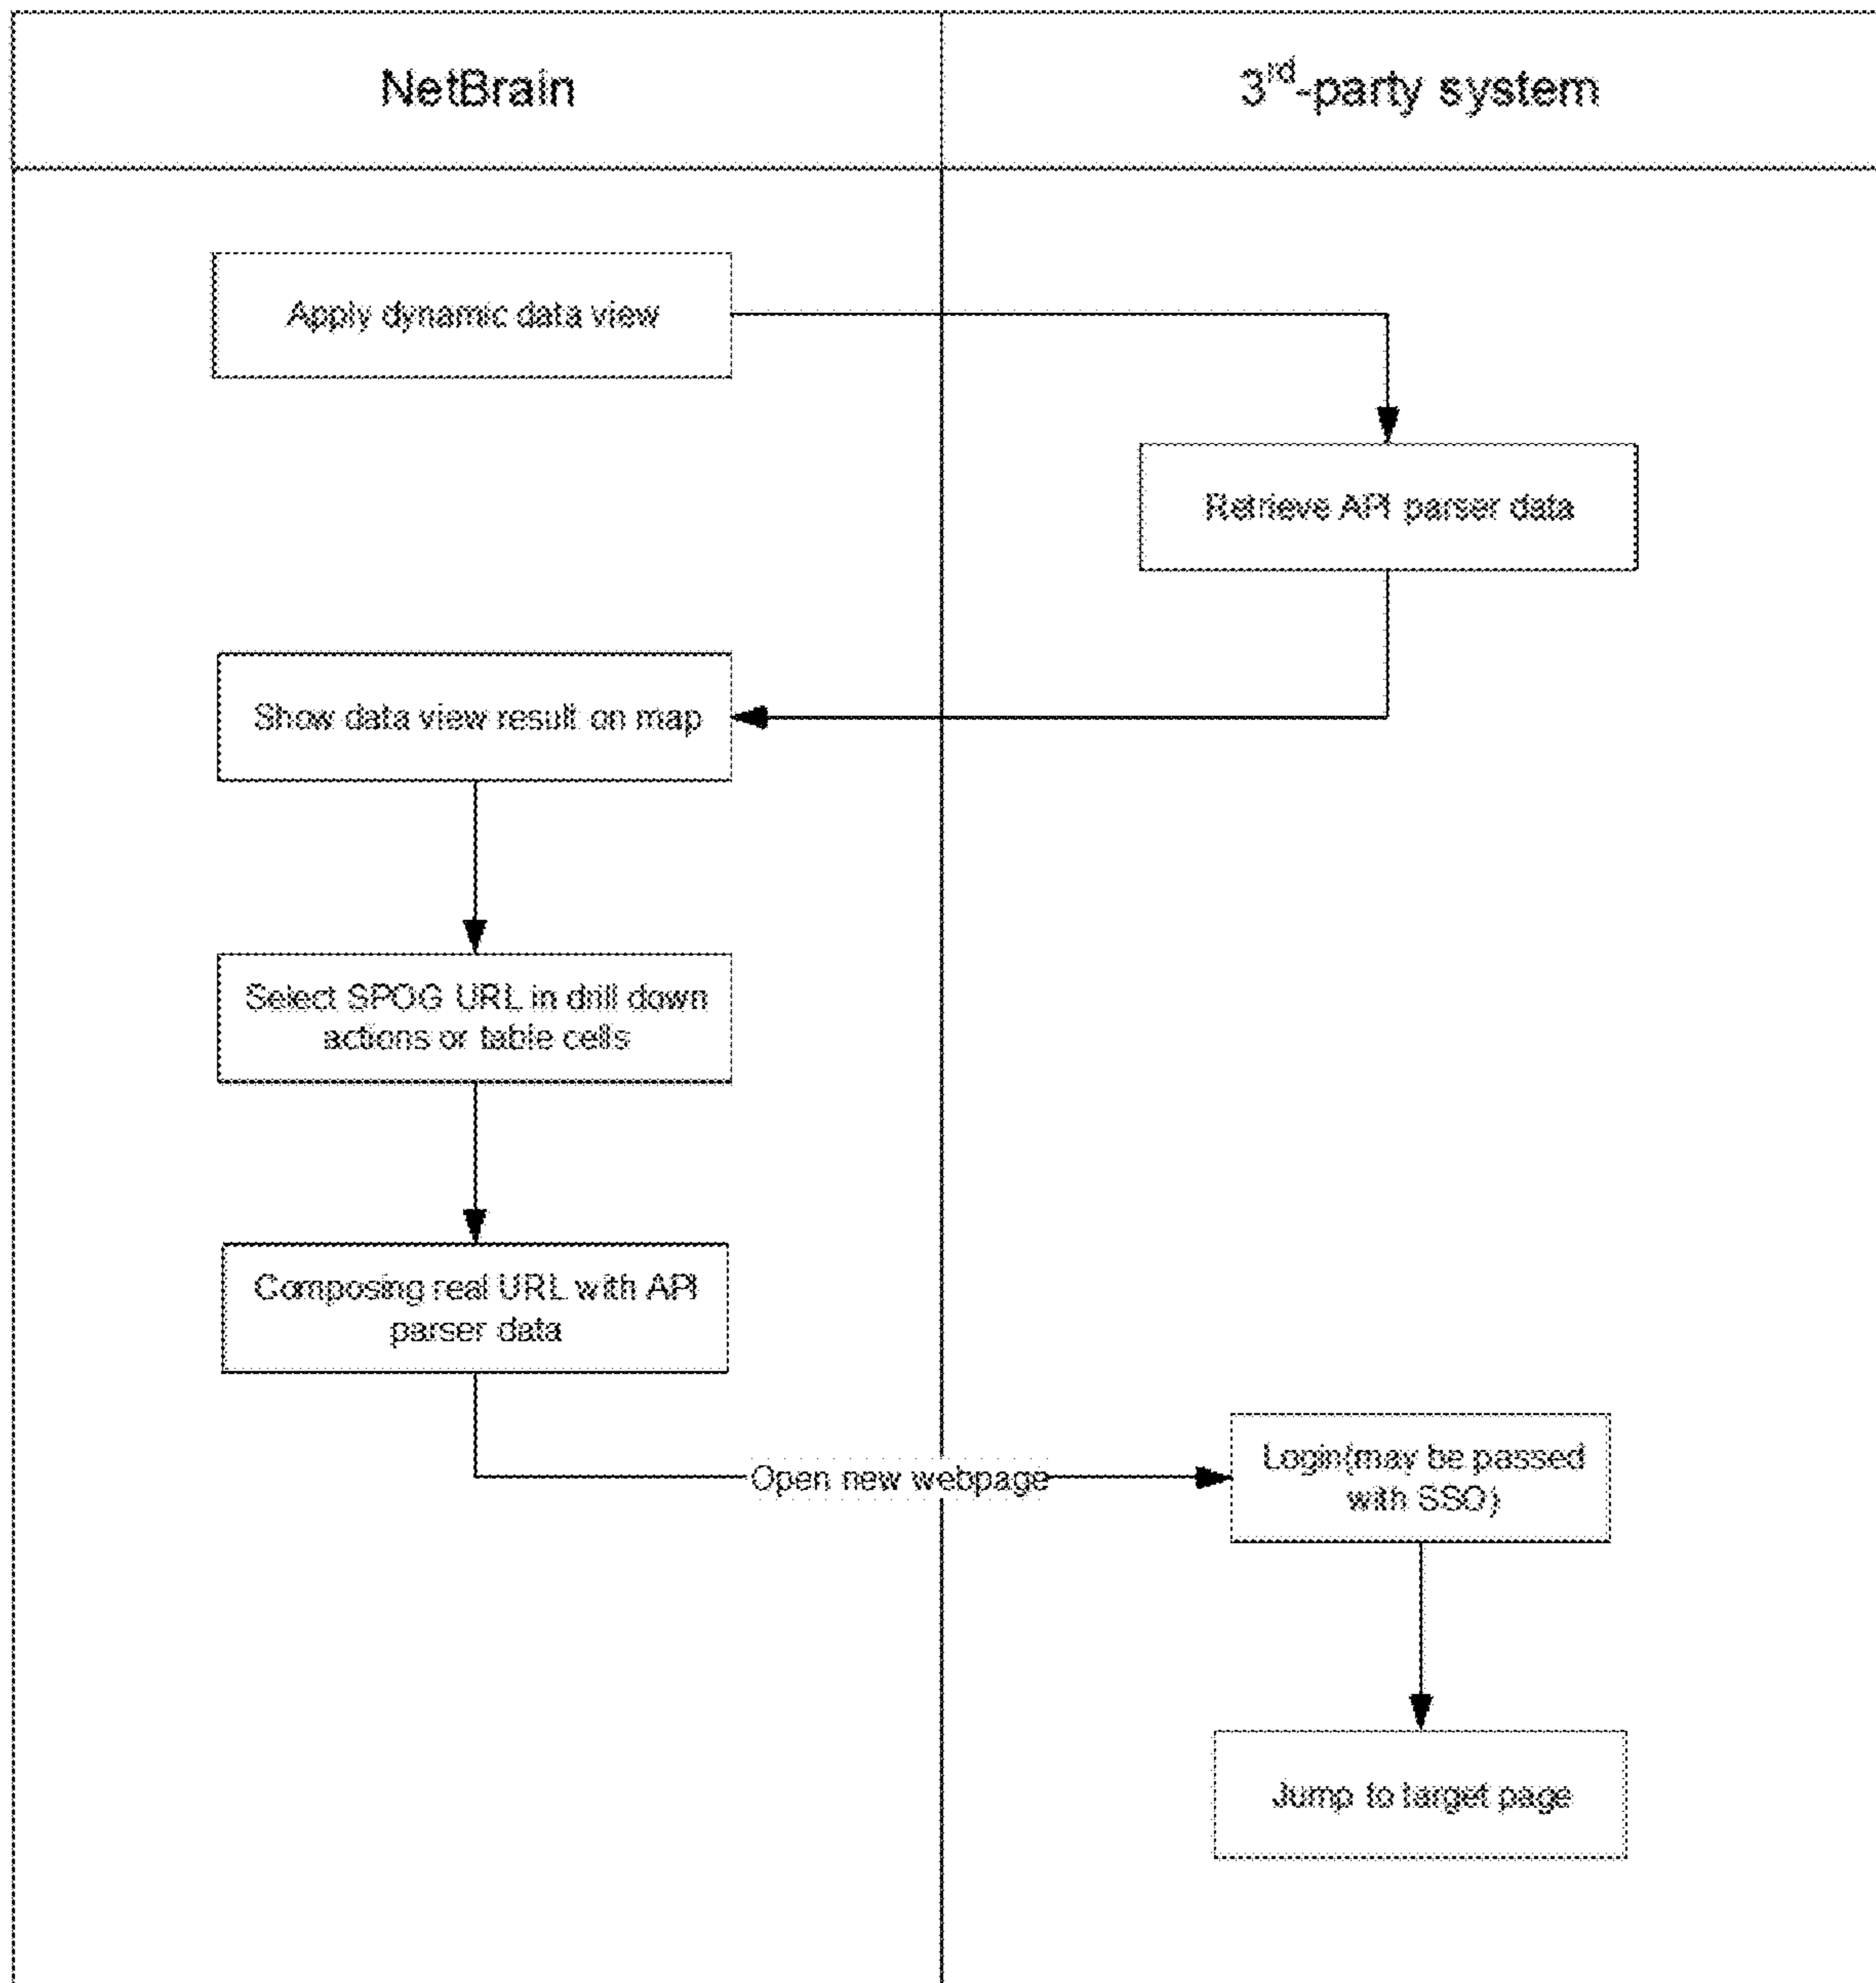 NetBrain
3rd-party system
Apply dynamic data view
Retrieve API parser data
Show data view result on map
Select SPOG URL in drill down
actions or table cells
Composing real URL with API
parser data
Open new webpage
Login(may be passed
with SSO)
Jump to target page